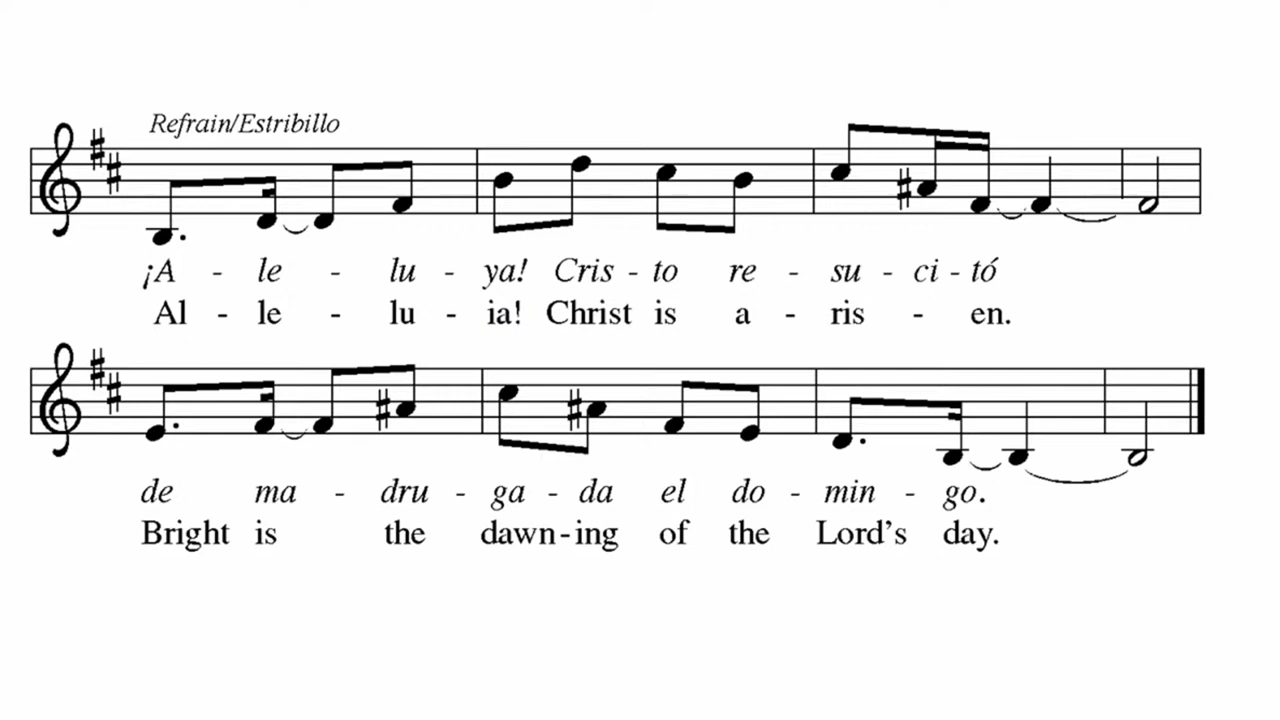 Refrain/Estribillo
¡A - le - lu - ya! Cris - to re - su - ci - tó
Al - le - lu - ia! Christ is a - ris - en.
de ma - dru - ga - da el do - min - go.
Bright is the dawn - ing of the Lord's day.